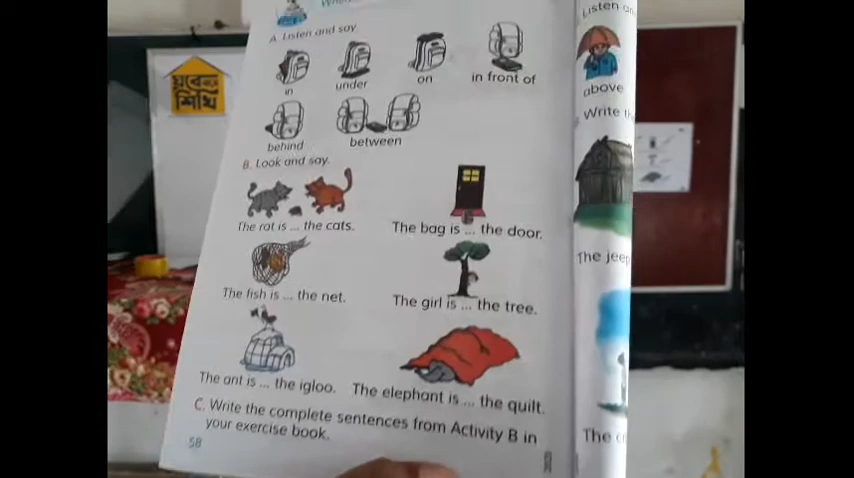 A. Listen and say
in
under
on
in front of
behind
between
B. Look and say.
The rat is ... the cats.
The bag is ... the door.
The fish is ... the net.
The girl is ... the tree.
The ant is ... the igloo.
The elephant is ... the quilt.
C. Write the complete sentences from Activity B in
your exercise book.
58
Listen an
above
Write th
The jeep
The